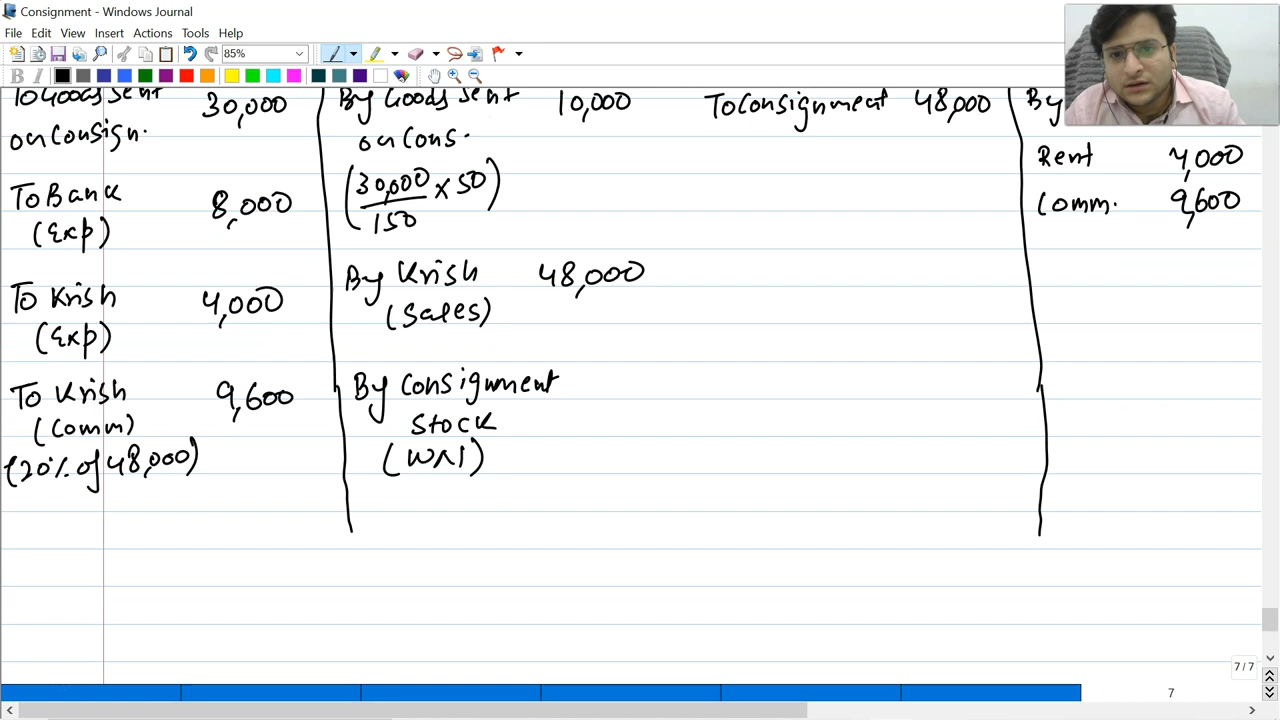 Consignment - Windows Journal
File Edit View Insert Actions Tools Help
85%
B I
To Goods Sent 30,000
on Consign.
To Bank 8,000
(Exp)
To Krish 4,000
(Exp)
To Krish 9,600
(Comm)
(20% of 48,000)
By Goods Sent 10,000
on Cons.
(30,000
150 × 50)
By Krish 48,000
(Sales)
By Consignment
Stock
(WN1)
To Consignment 48,000
By
Rent 4,000
Comm. 9,600
7 / 7
7